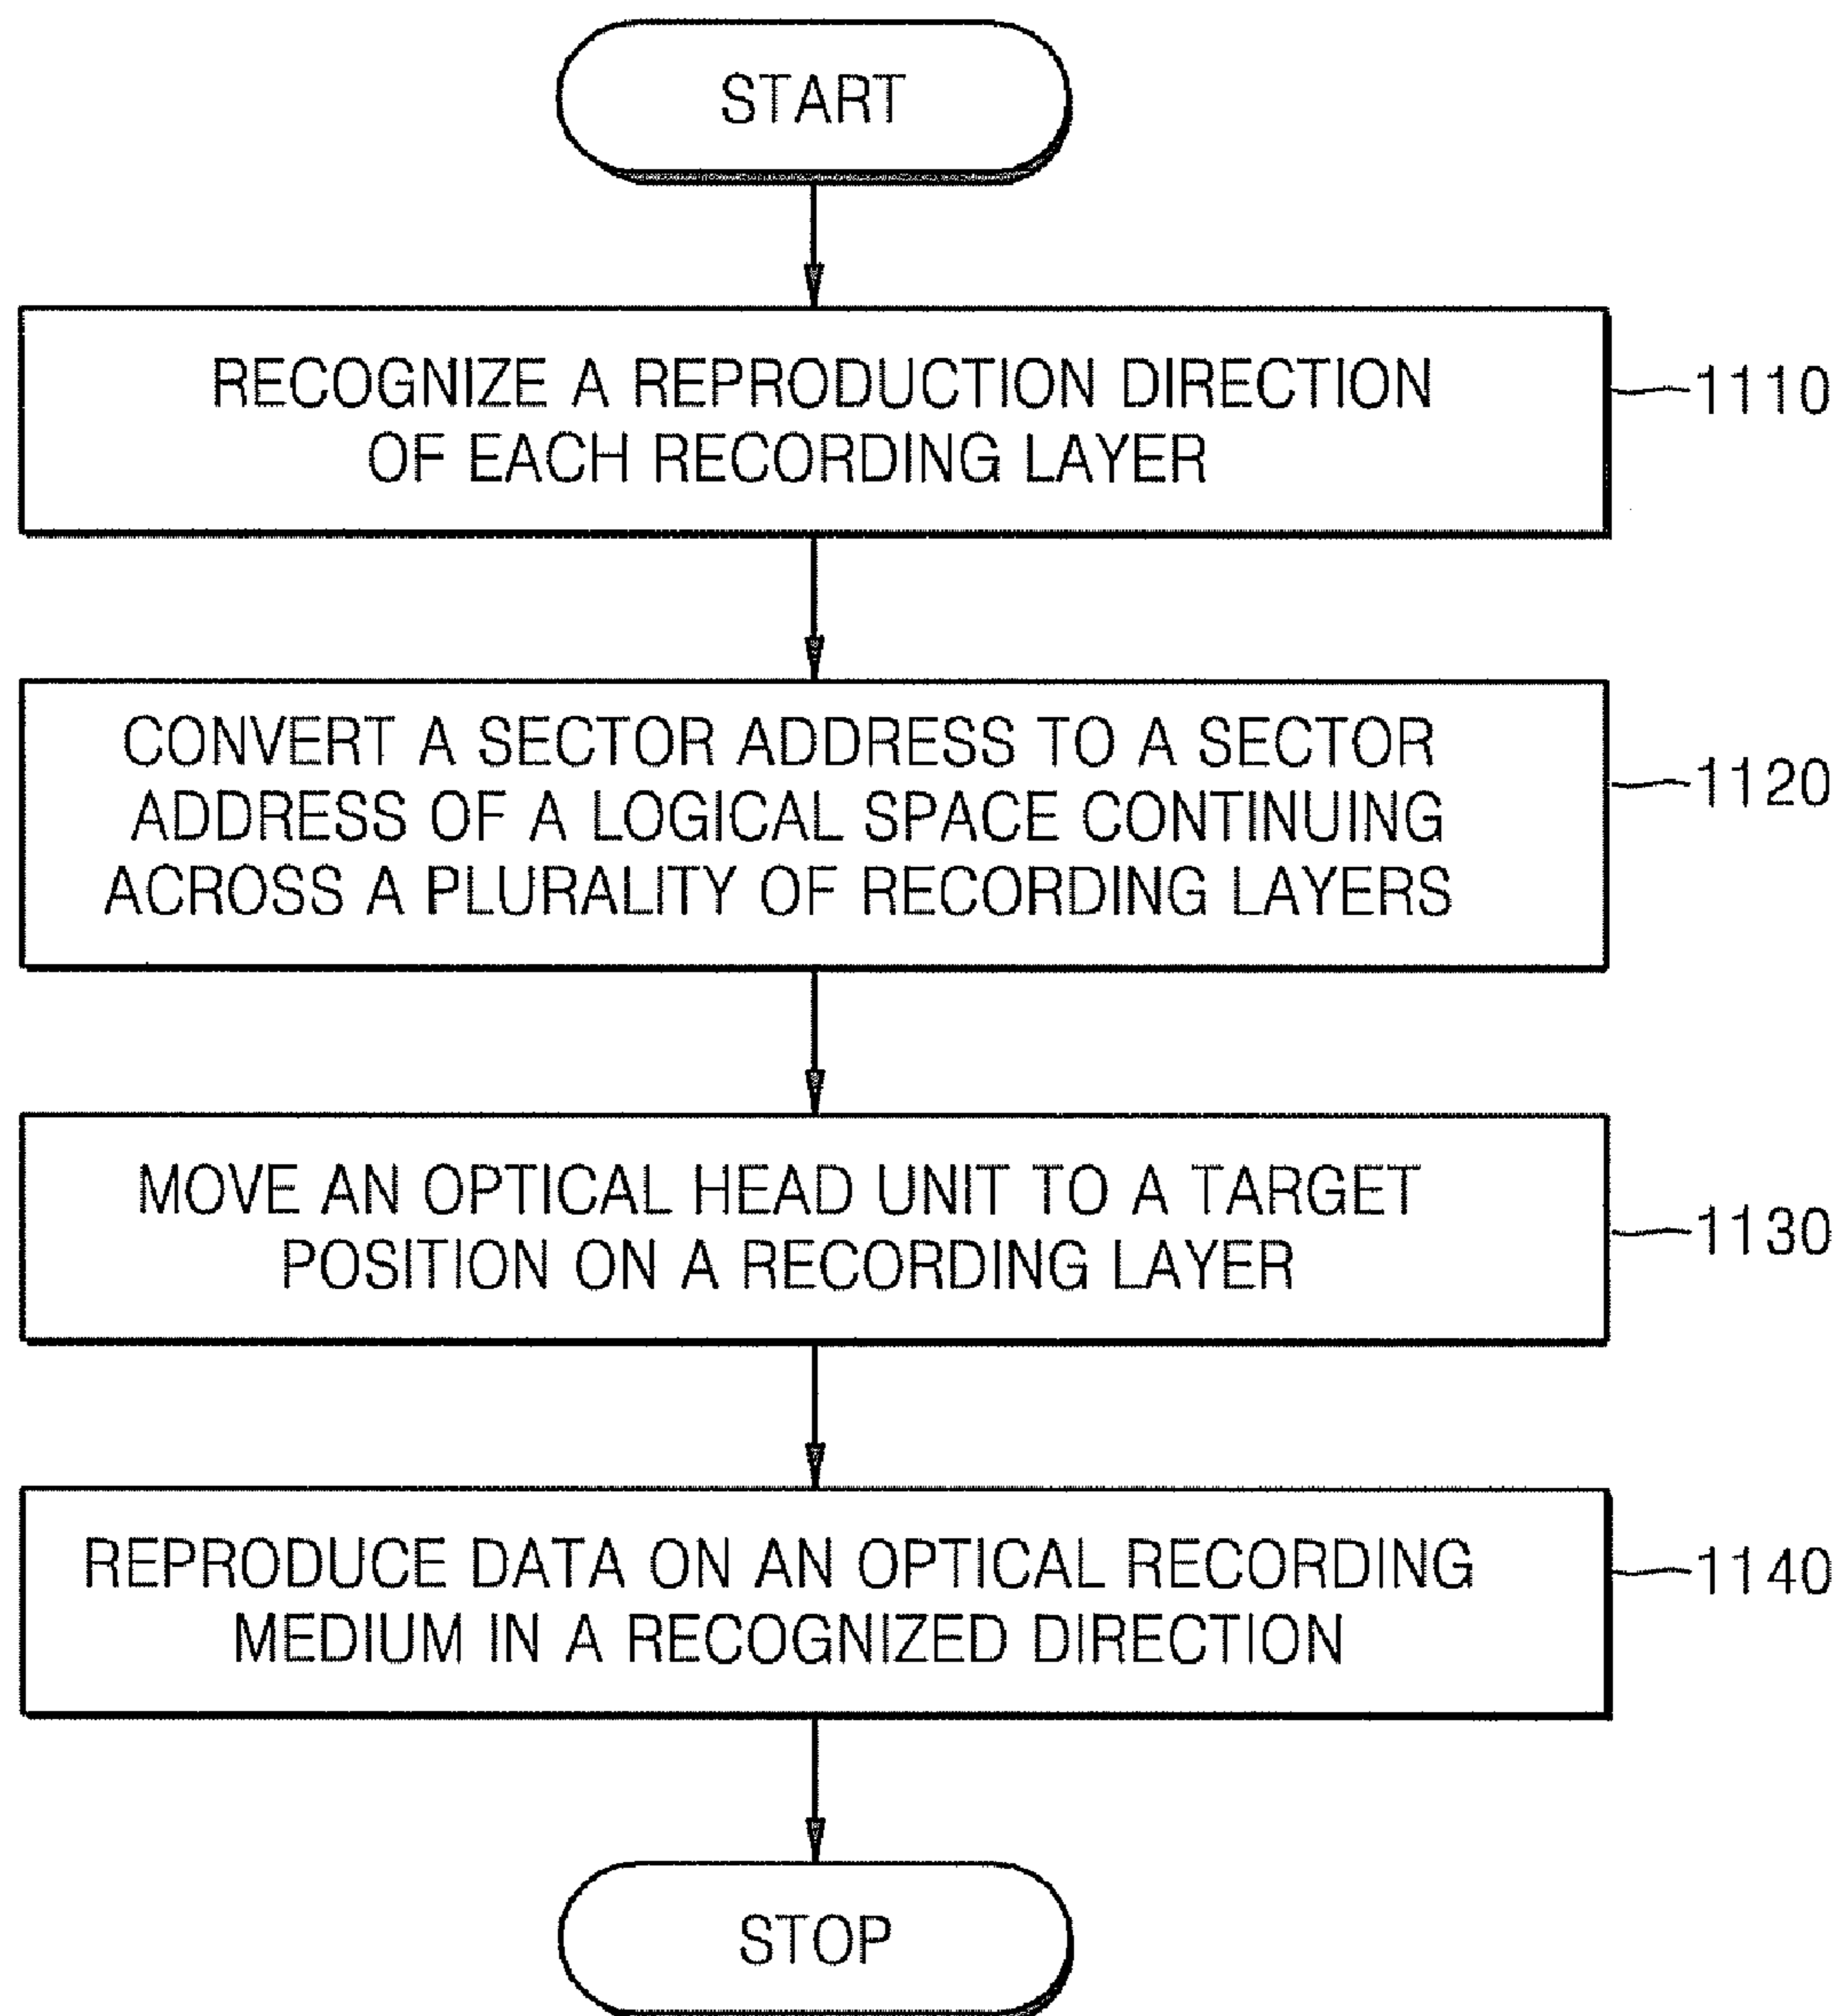 START
RECOGNIZE A REPRODUCTION DIRECTION
OF EACH RECORDING LAYER
1110
CONVERT A SECTOR ADDRESS TO A SECTOR
ADDRESS OF A LOGICAL SPACE CONTINUING
ACROSS A PLURALITY OF RECORDING LAYERS
1120
MOVE AN OPTICAL HEAD UNIT TO A TARGET
POSITION ON A RECORDING LAYER
1130
REPRODUCE DATA ON AN OPTICAL RECORDING
MEDIUM IN A RECOGNIZED DIRECTION
1140
STOP